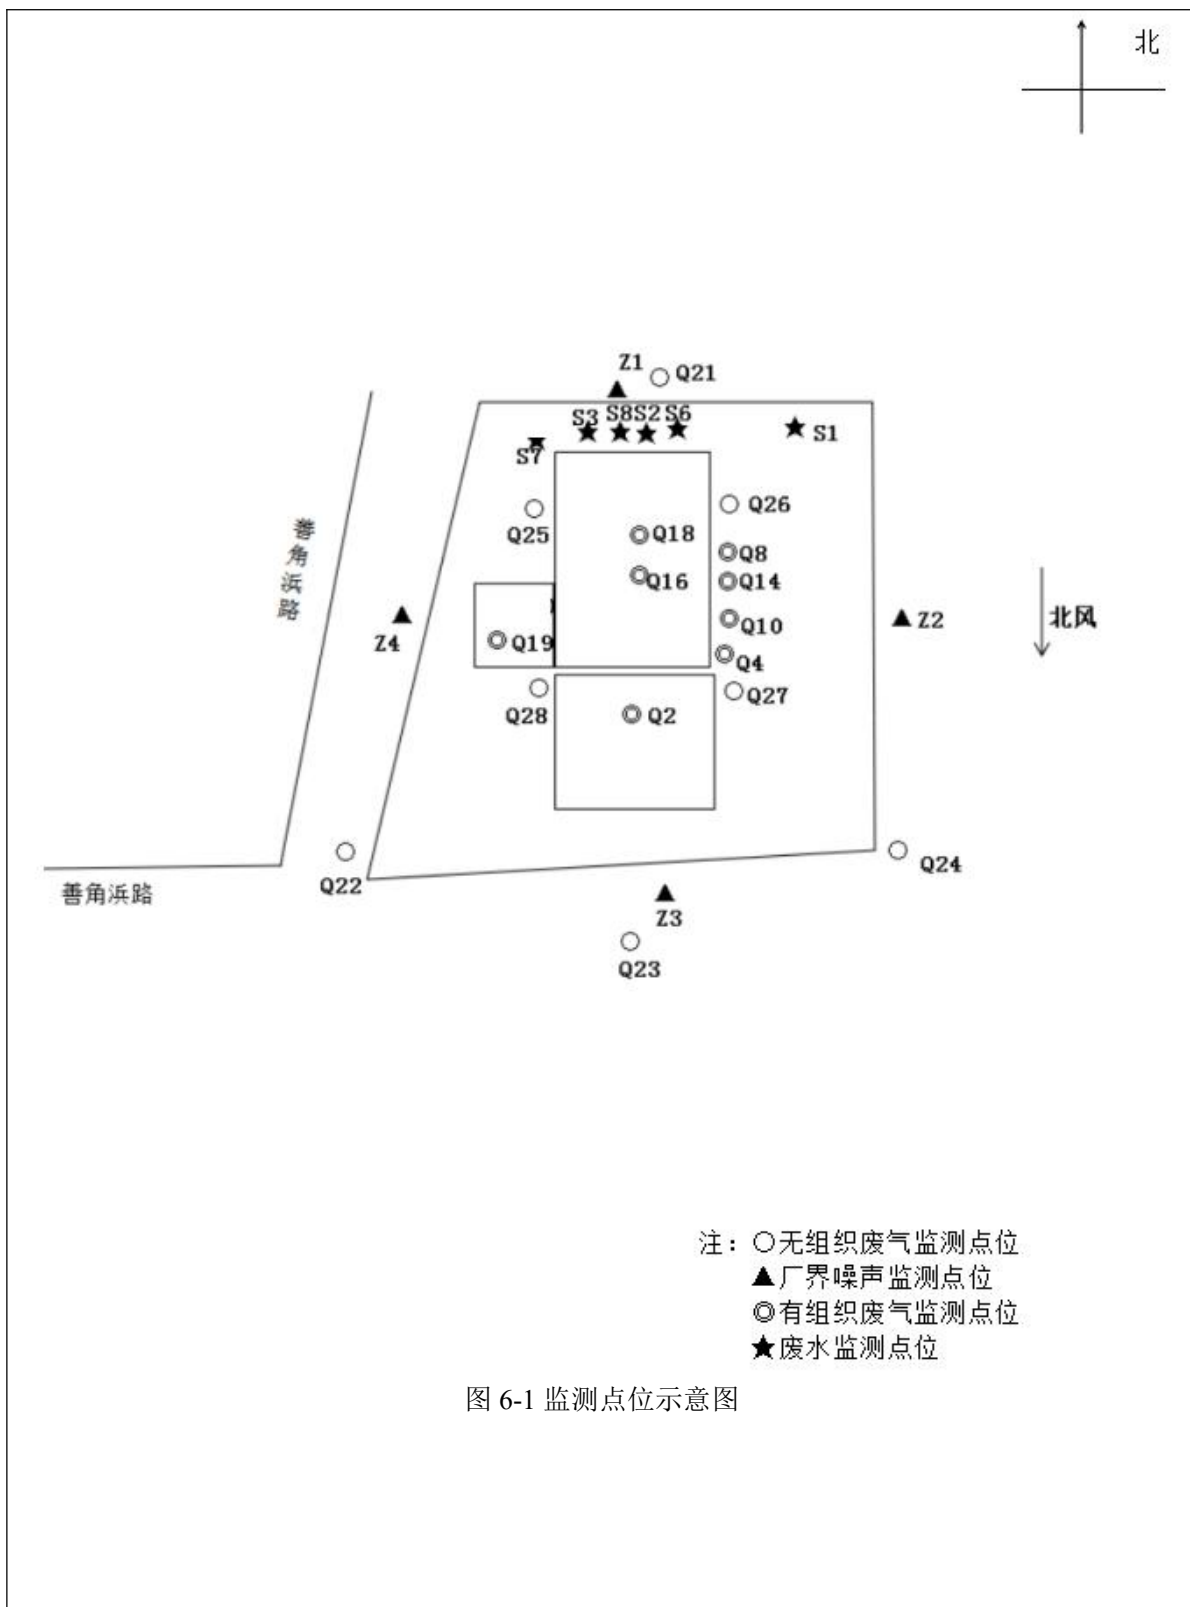 北
Z1
Q21
S3
S8
S2
S6
S1
S7
Q25
Q26
Q18
Q8
Q16
Q14
善角浜路
Q10
Z4
Q19
Z2
北风
Q4
Q28
Q2
Q27
Q22
Q24
善角浜路
Z3
Q23
注：○无组织废气监测点位
▲厂界噪声监测点位
◎有组织废气监测点位
★废水监测点位
图 6-1 监测点位示意图